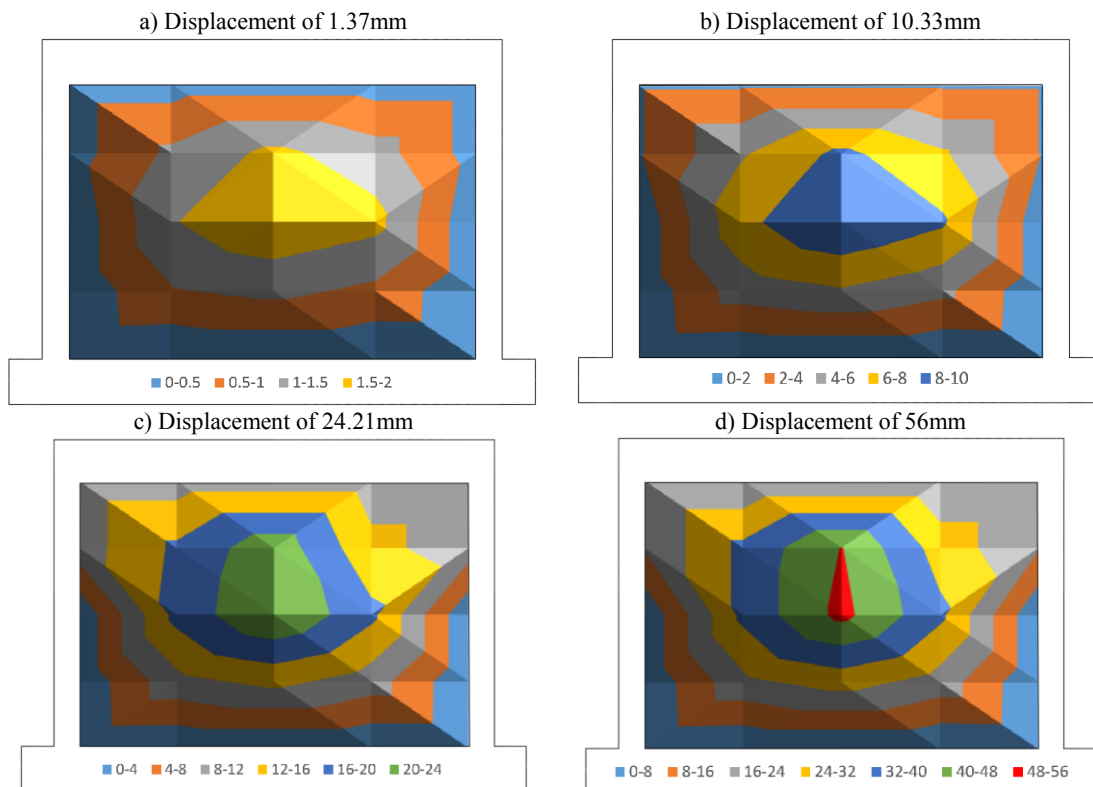 a) Displacement of 1.37mm
b) Displacement of 10.33mm
0-0.5 0.5-1 1-1.5 1.5-2
0-2 2-4 4-6 6-8 8-10
c) Displacement of 24.21mm
d) Displacement of 56mm
0-4 4-8 8-12 12-16 16-20 20-24
0-8 8-16 16-24 24-32 32-40 40-48 48-56